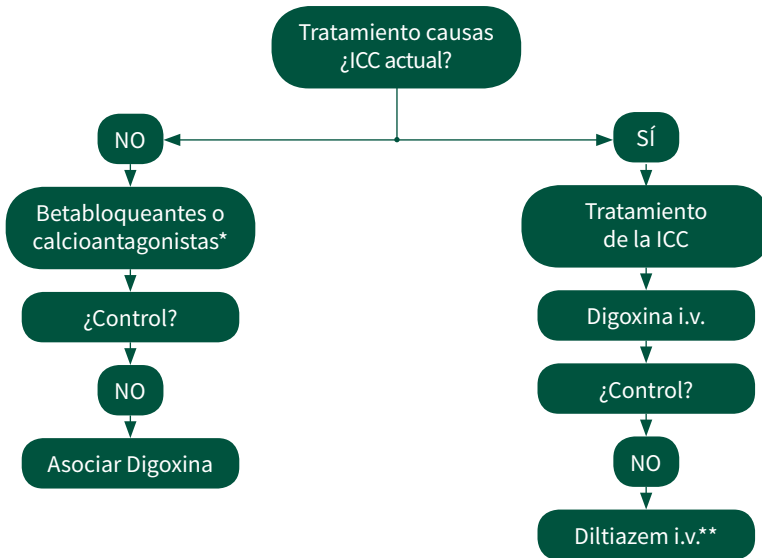 Tratamiento causas
¿ICC actual?
NO
SÍ
Betabloqueantes o
calcioantagonistas*
Tratamiento
de la ICC
¿Control?
Digoxina i.v.
NO
¿Control?
Asociar Digoxina
NO
Diltiazem i.v.**